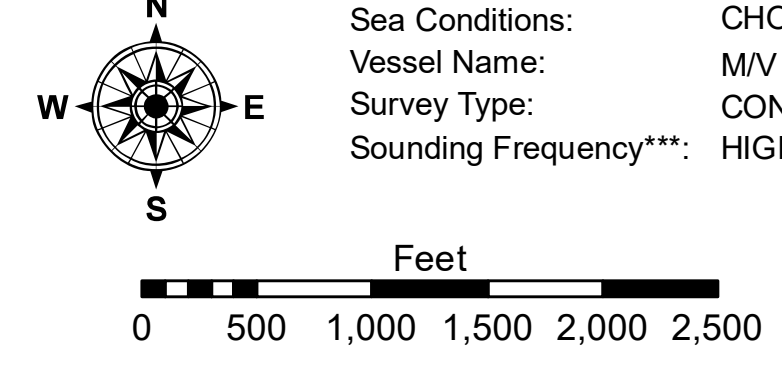 N
W E
S
Sea Conditions:
Vessel Name: M/V
Survey Type:
Sounding Frequency***:
Feet
0 500 1,000 1,500 2,000 2,500